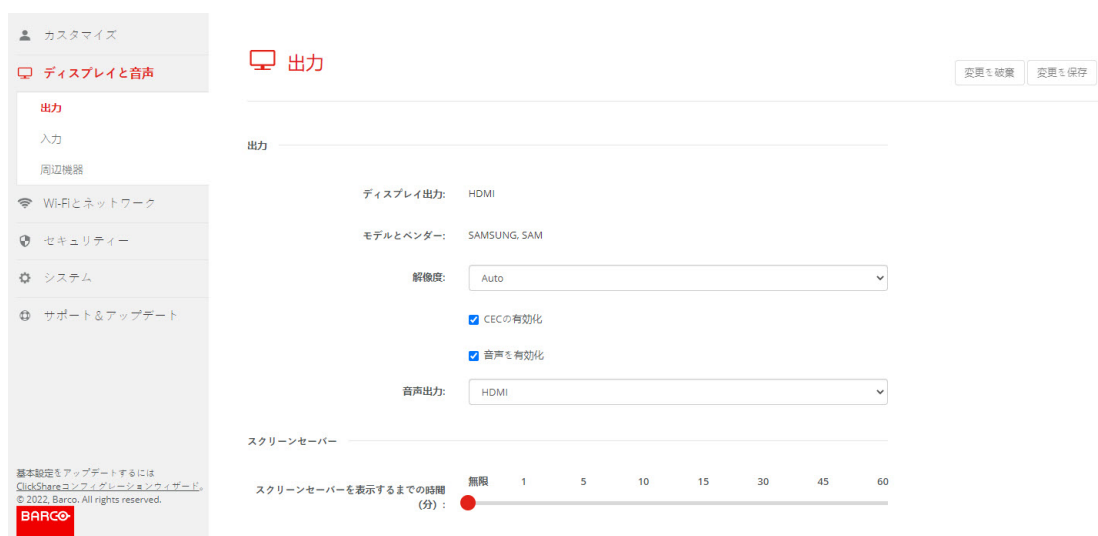 カスタマイズ
ディスプレイと音声
出力
入力
周辺機器
Wi-Fiとネットワーク
セキュリティー
システム
サポート＆アップデート
基本設定をアップデートするには
ClickShareコンフィグレーションウィザード。
© 2022, Barco. All rights reserved.
BARCO
出力
変更を破棄
変更を保存
出力
ディスプレイ出力: HDMI
モデルとベンダー: SAMSUNG, SAM
解像度: Auto
CECの有効化
音声を有効化
音声出力: HDMI
スクリーンセーバー
スクリーンセーバーを表示するまでの時間
(分) :
無限 1 5 10 15 30 45 60